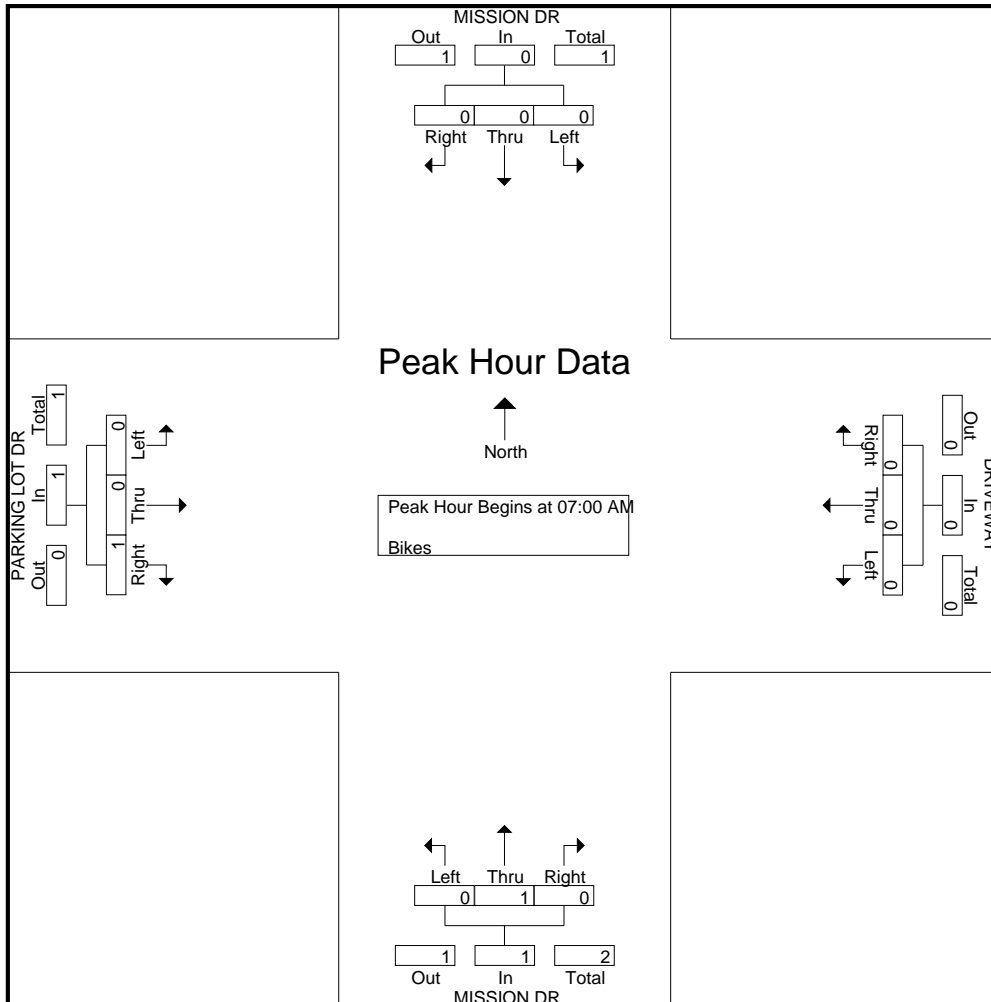 MISSION DR
Out In Total
1 0 1
0 0 0
Right Thru Left
Peak Hour Data
North
Peak Hour Begins at 07:00 AM
Bikes
PARKING LOT DR
Out In Total
0 1 1
1 0 0
Right Thru Left
DRIVEWAY
Out In Total
0 0 0
0 0 0
Right Thru Left
Left Thru Right
0 1 0
1 1 2
Out In Total
MISSION DR